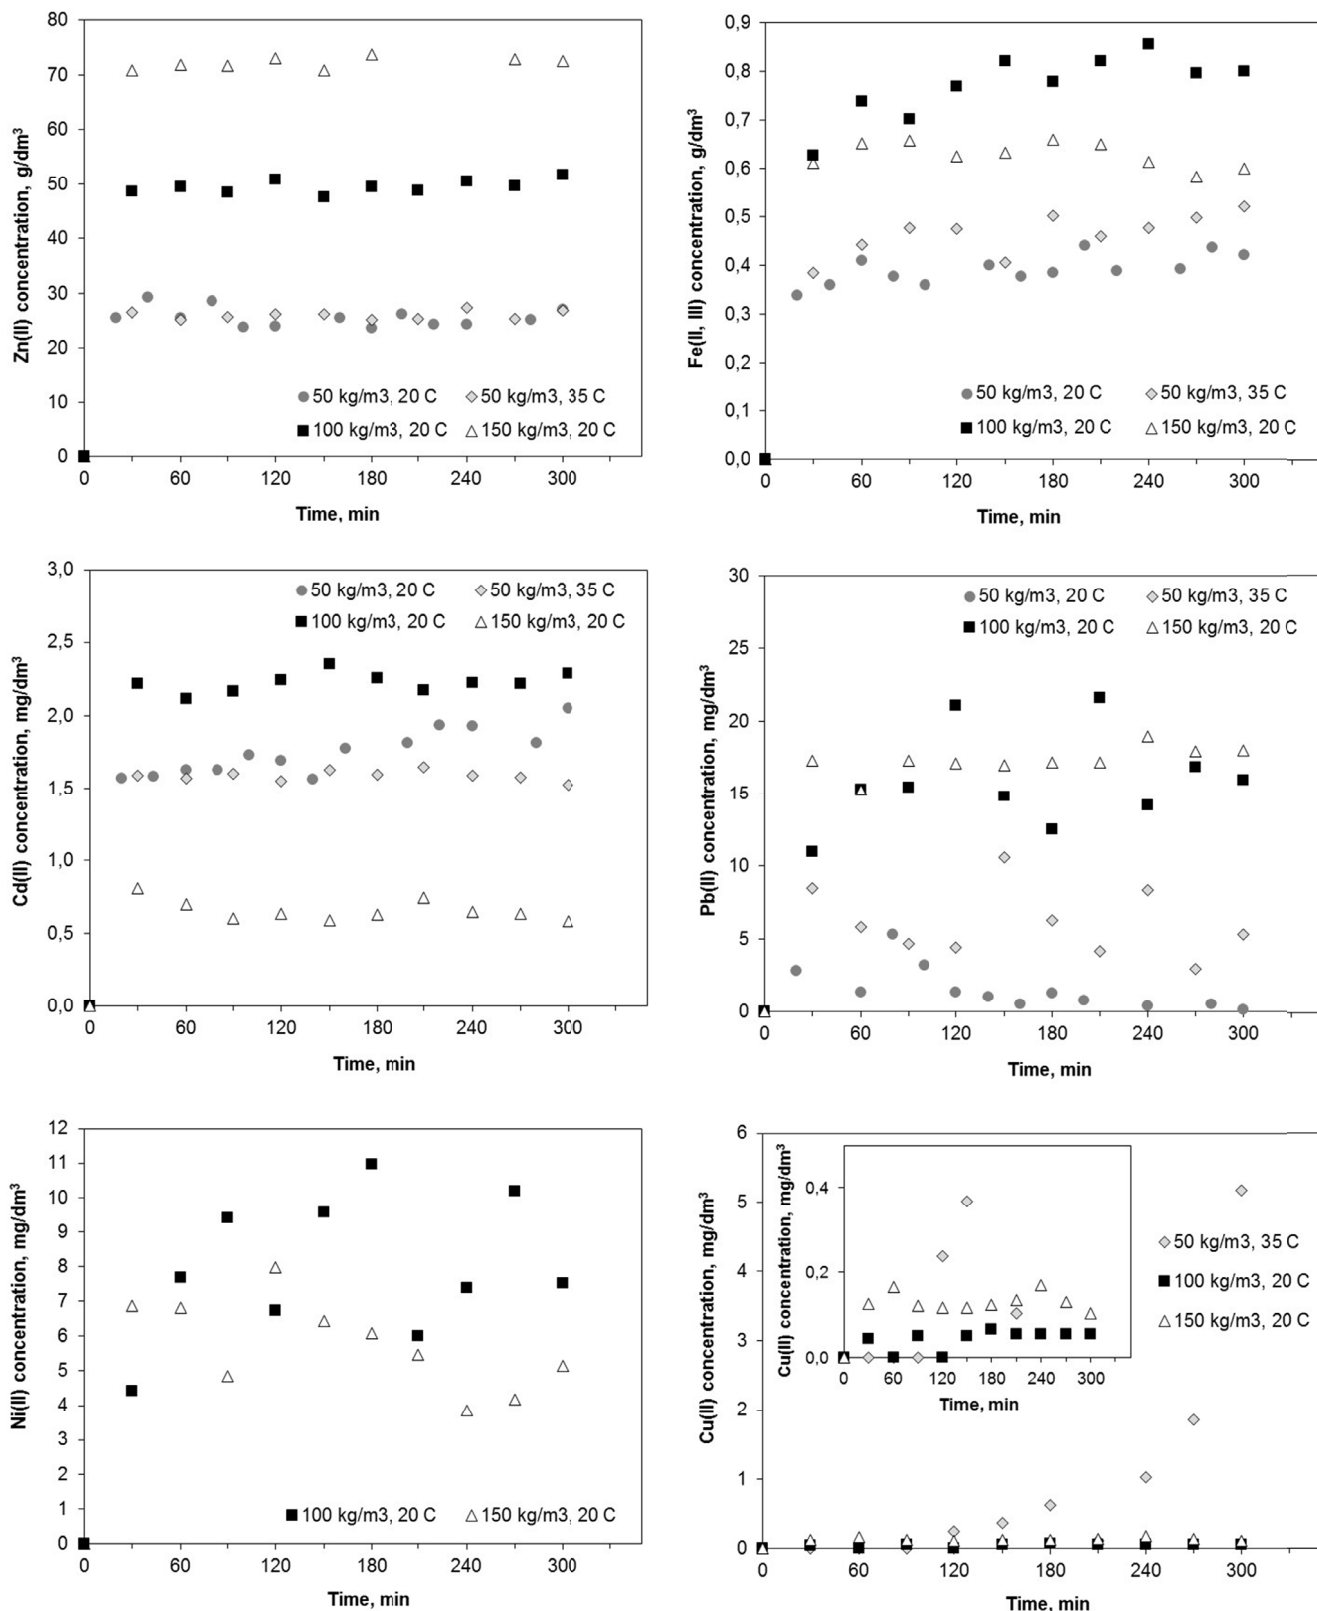 80
70
60
50
40
30
20
10
0
Zn(II) concentration, g/dm³
50 kg/m3, 20 C
50 kg/m3, 35 C
100 kg/m3, 20 C
150 kg/m3, 20 C
0 60 120 180 240 300
Time, min
0,9
0,8
0,7
0,6
0,5
0,4
0,3
0,2
0,1
0,0
Fe(II, III) concentration, g/dm³
50 kg/m3, 20 C
50 kg/m3, 35 C
100 kg/m3, 20 C
150 kg/m3, 20 C
0 60 120 180 240 300
Time, min
3,0
2,5
2,0
1,5
1,0
0,5
0,0
Cd(II) concentration, mg/dm³
50 kg/m3, 20 C
50 kg/m3, 35 C
100 kg/m3, 20 C
150 kg/m3, 20 C
0 60 120 180 240 300
Time, min
30
25
20
15
10
5
0
Pb(II) concentration, mg/dm³
50 kg/m3, 20 C
50 kg/m3, 35 C
100 kg/m3, 20 C
150 kg/m3, 20 C
0 60 120 180 240 300
Time, min
12
11
10
9
8
7
6
5
4
3
2
1
0
Ni(II) concentration, mg/dm³
100 kg/m3, 20 C
150 kg/m3, 20 C
0 60 120 180 240 300
Time, min
6
5
4
3
2
1
0
Cu(II) concentration, mg/dm³
0,4
0,2
0,0
Cu(II) concentration, mg/dm³
0 60 120 180 240 300
Time, min
50 kg/m3, 35 C
100 kg/m3, 20 C
150 kg/m3, 20 C
0 60 120 180 240 300
Time, min